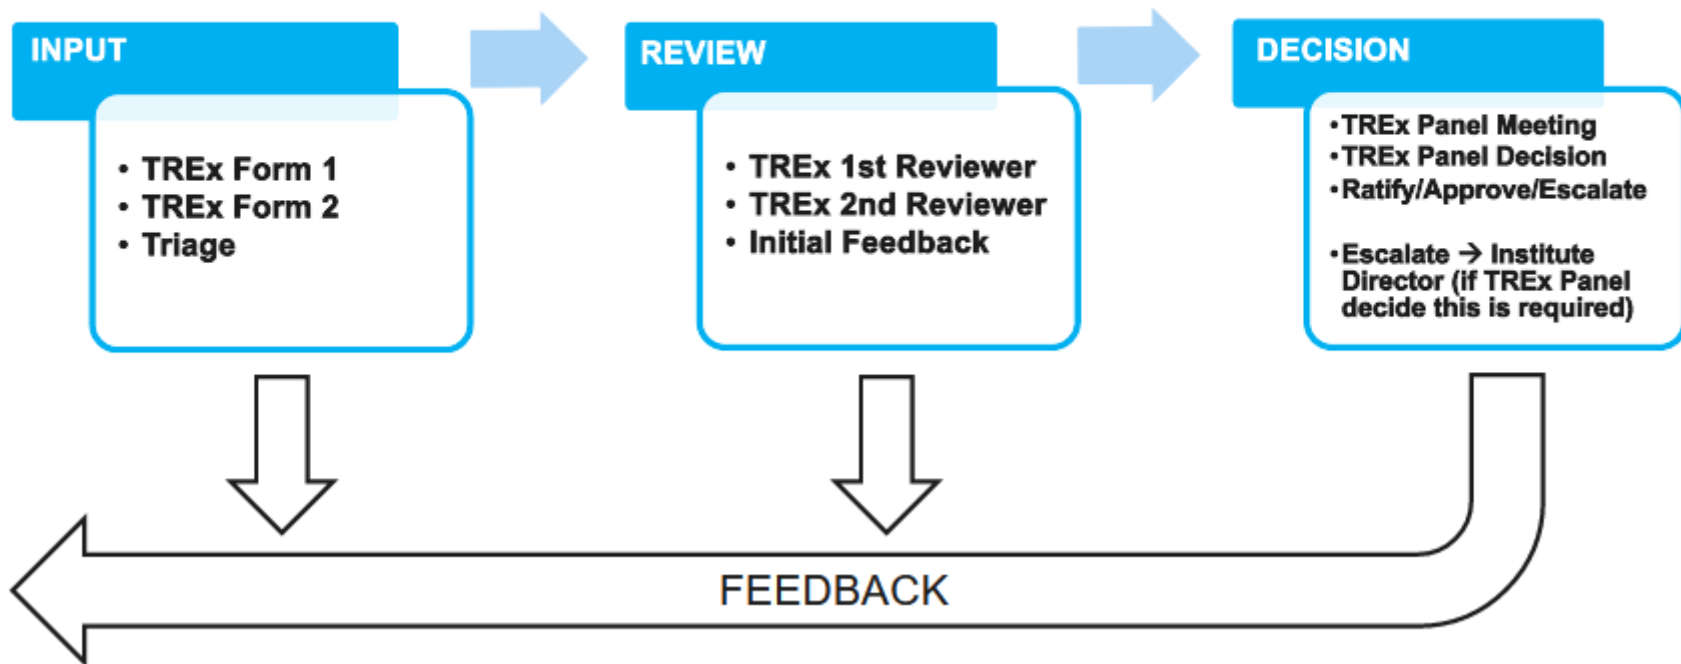 INPUT
• TREx Form 1
• TREx Form 2
• Triage
REVIEW
• TREx 1st Reviewer
• TREx 2nd Reviewer
• Initial Feedback
DECISION
•TREx Panel Meeting
•TREx Panel Decision
•Ratify/Approve/Escalate
•Escalate → Institute
Director (if TREx Panel
decide this is required)
FEEDBACK